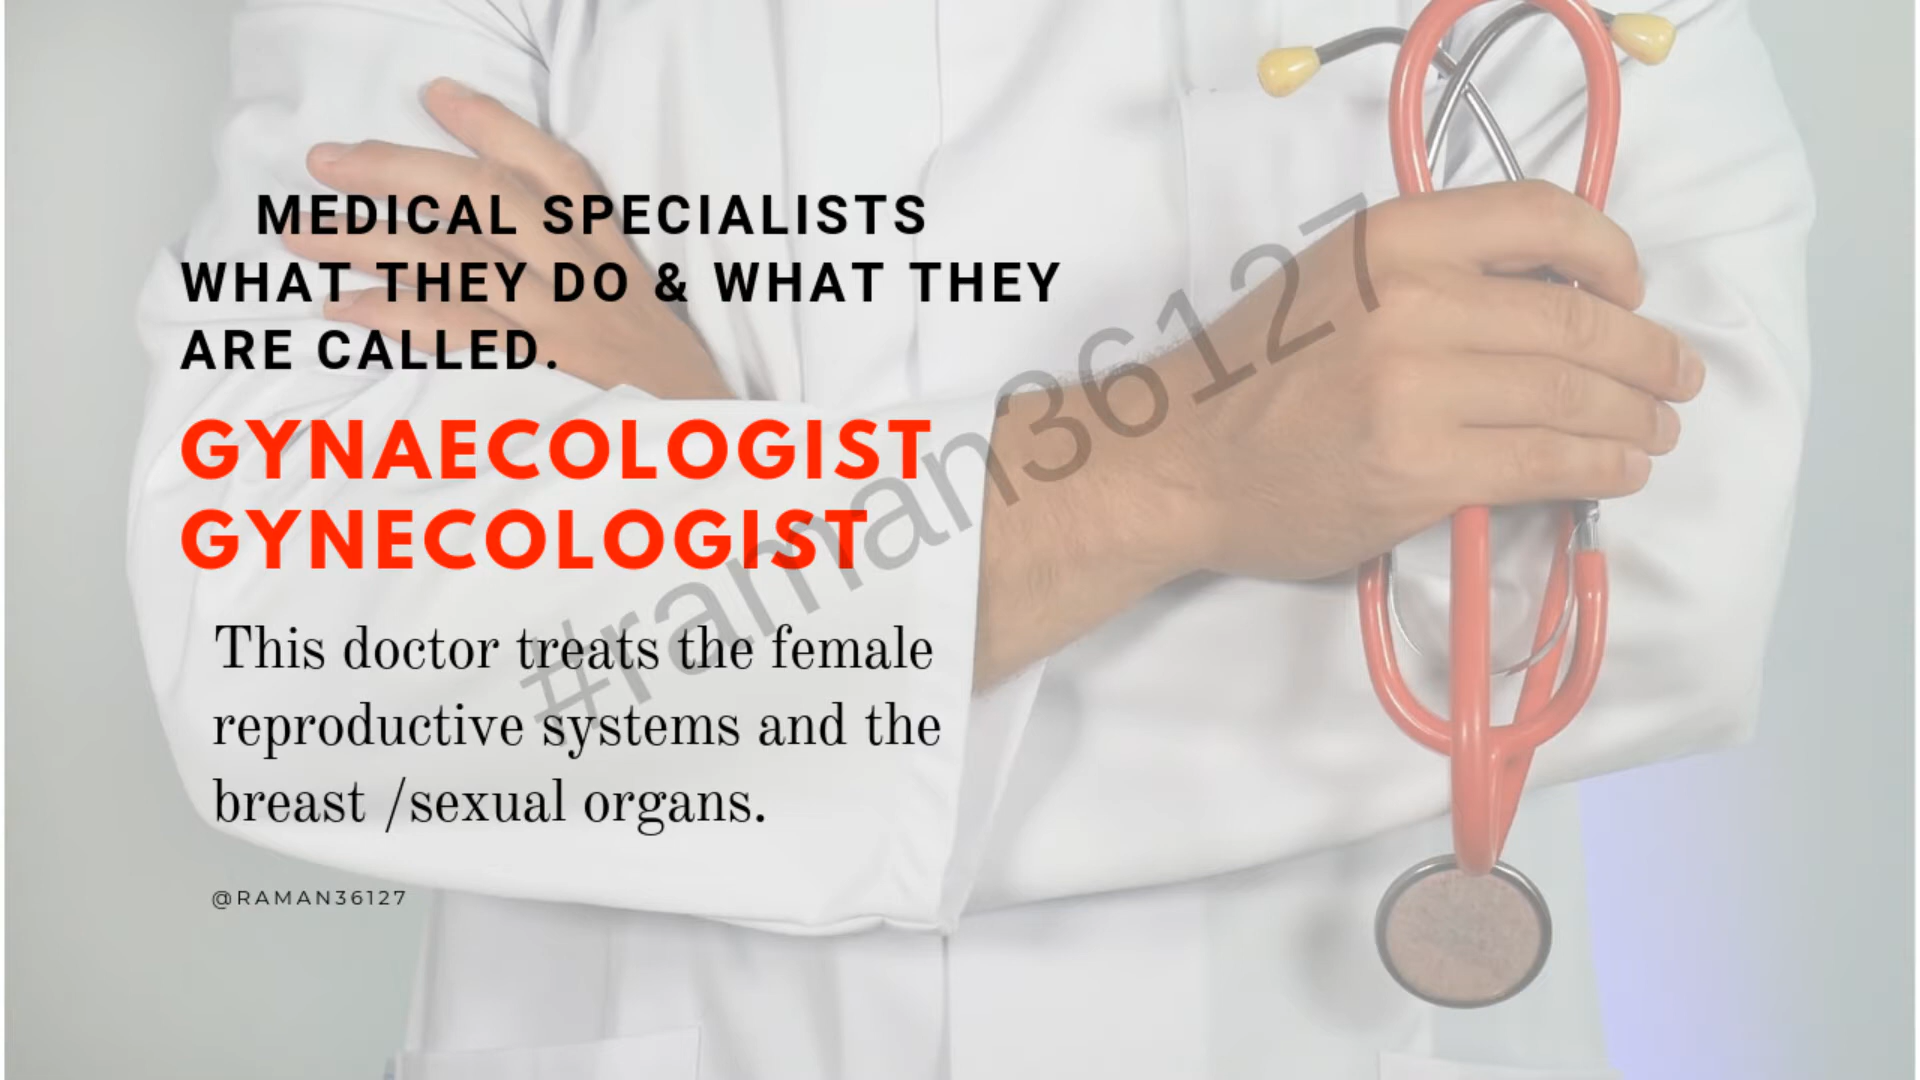 MEDICAL SPECIALISTS
WHAT THEY DO & WHAT THEY
ARE CALLED.
GYNAECOLOGIST
GYNECOLOGIST
This doctor treats the female
reproductive systems and the
breast /sexual organs.
@RAMAN36127
#raman36127